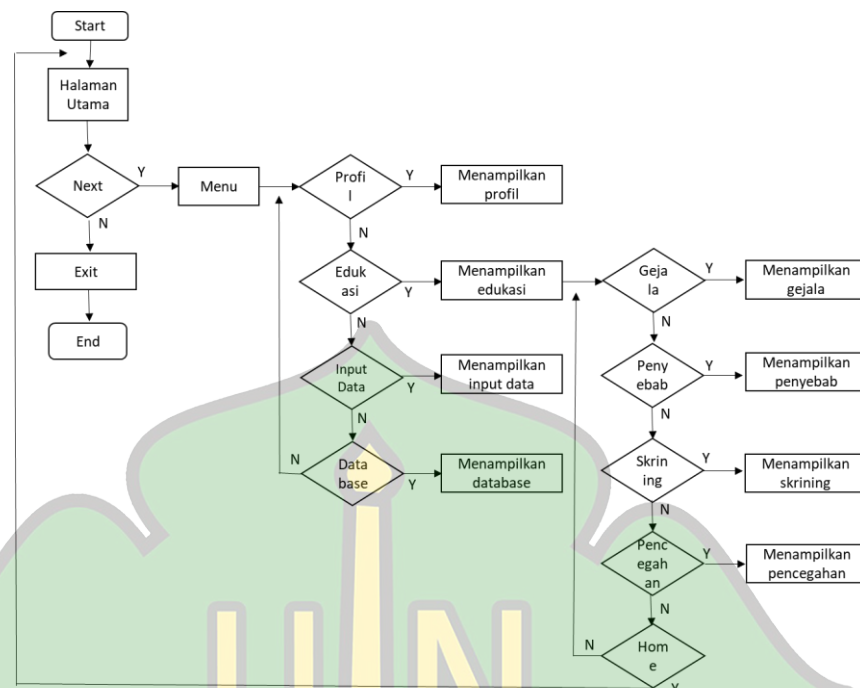 Start
Halaman
Utama
Next
Y
N
Exit
End
Menu
Profi
l
Y
Menampilkan
profil
N
Eduk
asi
Y
Menampilkan
edukasi
N
Input
Data
Y
Menampilkan
input data
N
Data
base
N
Y
Menampilkan
database
Geja
la
Y
Menampilkan
gejala
N
Peny
ebab
Y
Menampilkan
penyebab
N
Skrin
ing
Y
Menampilkan
skrining
N
Penc
egah
an
Y
Menampilkan
pencegahan
N
Hom
e
N
Y
UIN